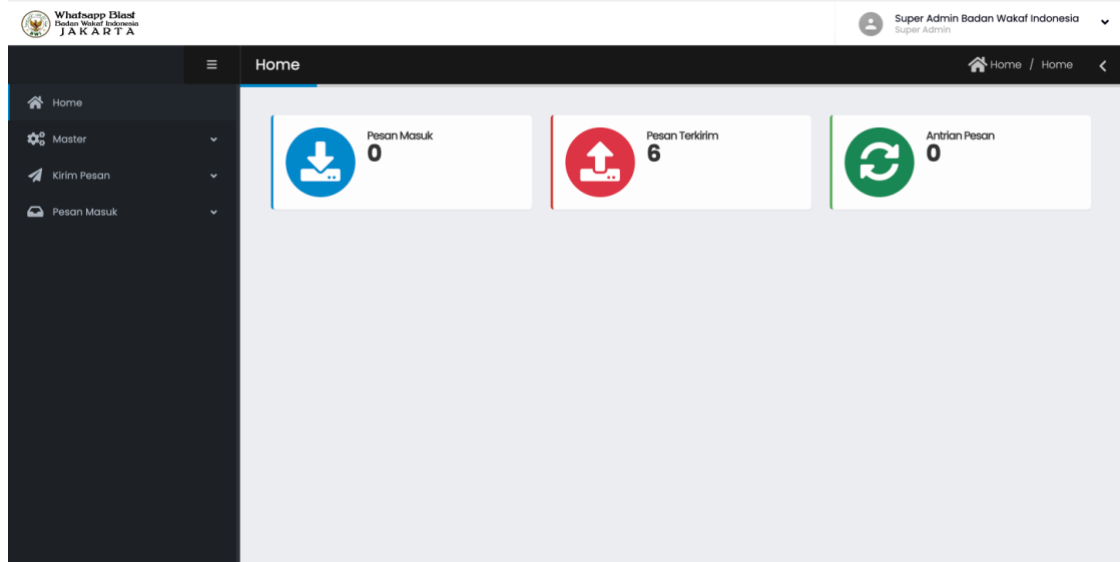 Whatsapp Blast
Badan Wakaf Indonesia
JAKARTA
BWI
Super Admin Badan Wakaf Indonesia
Super Admin
Home
Home / Home
Home
Master
Kirim Pesan
Pesan Masuk
Pesan Masuk
0
Pesan Terkirim
6
Antrian Pesan
0